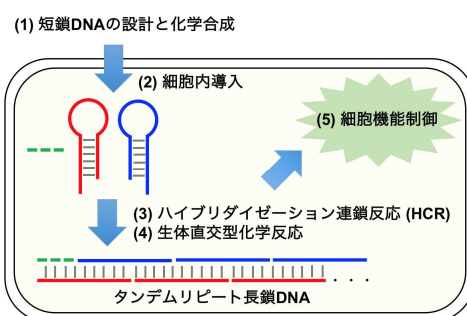 (1) 短鎖DNAの設計と化学合成
(2) 細胞内導入
(5) 細胞機能制御
(3) ハイブリダイゼーション連鎖反応 (HCR)
(4) 生体直交型化学反応
. . .
タンデムリピート長鎖DNA